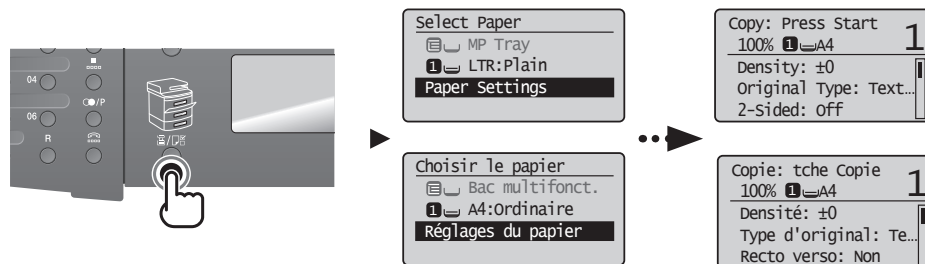 04
06
/P
R
Select Paper
MP Tray
1 LTR:Plain
Paper Settings
Choisir le papier
Bac multifonct.
1 A4:Ordinaire
Réglages du papier
Copy: Press Start
100% 1 A4 1
Density: ±0
Original Type: Text…
2-Sided: Off
Copie: tche Copie
100% 1 A4 1
Densité: ±0
Type d'original: Te…
Recto verso: Non